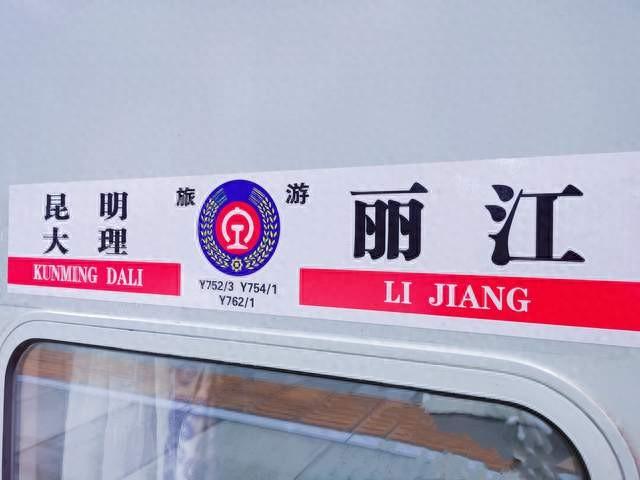 昆明
大理
KUNMING DALI
旅游
Y752/3 Y754/1
Y762/1
丽江
LI JIANG